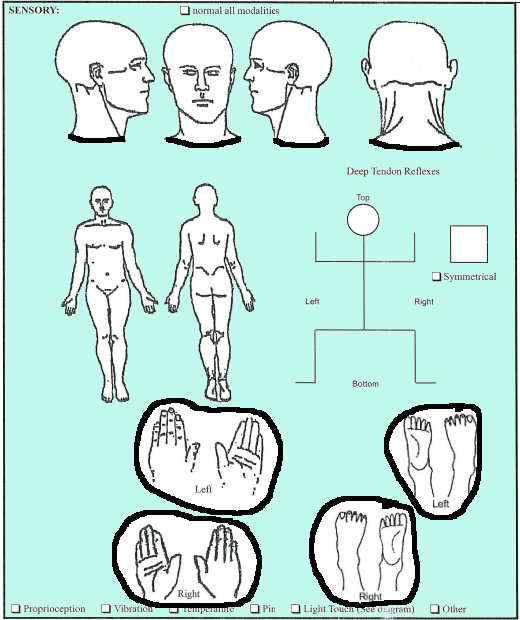 SENSORY: normal all modalities
Deep Tendon Reflexes
Top
Symmetrical
Left Right
Bottom
Left
Left
Right
Right
Proprioception Vibration Temperature Pin Light Touch (See diagram) Other